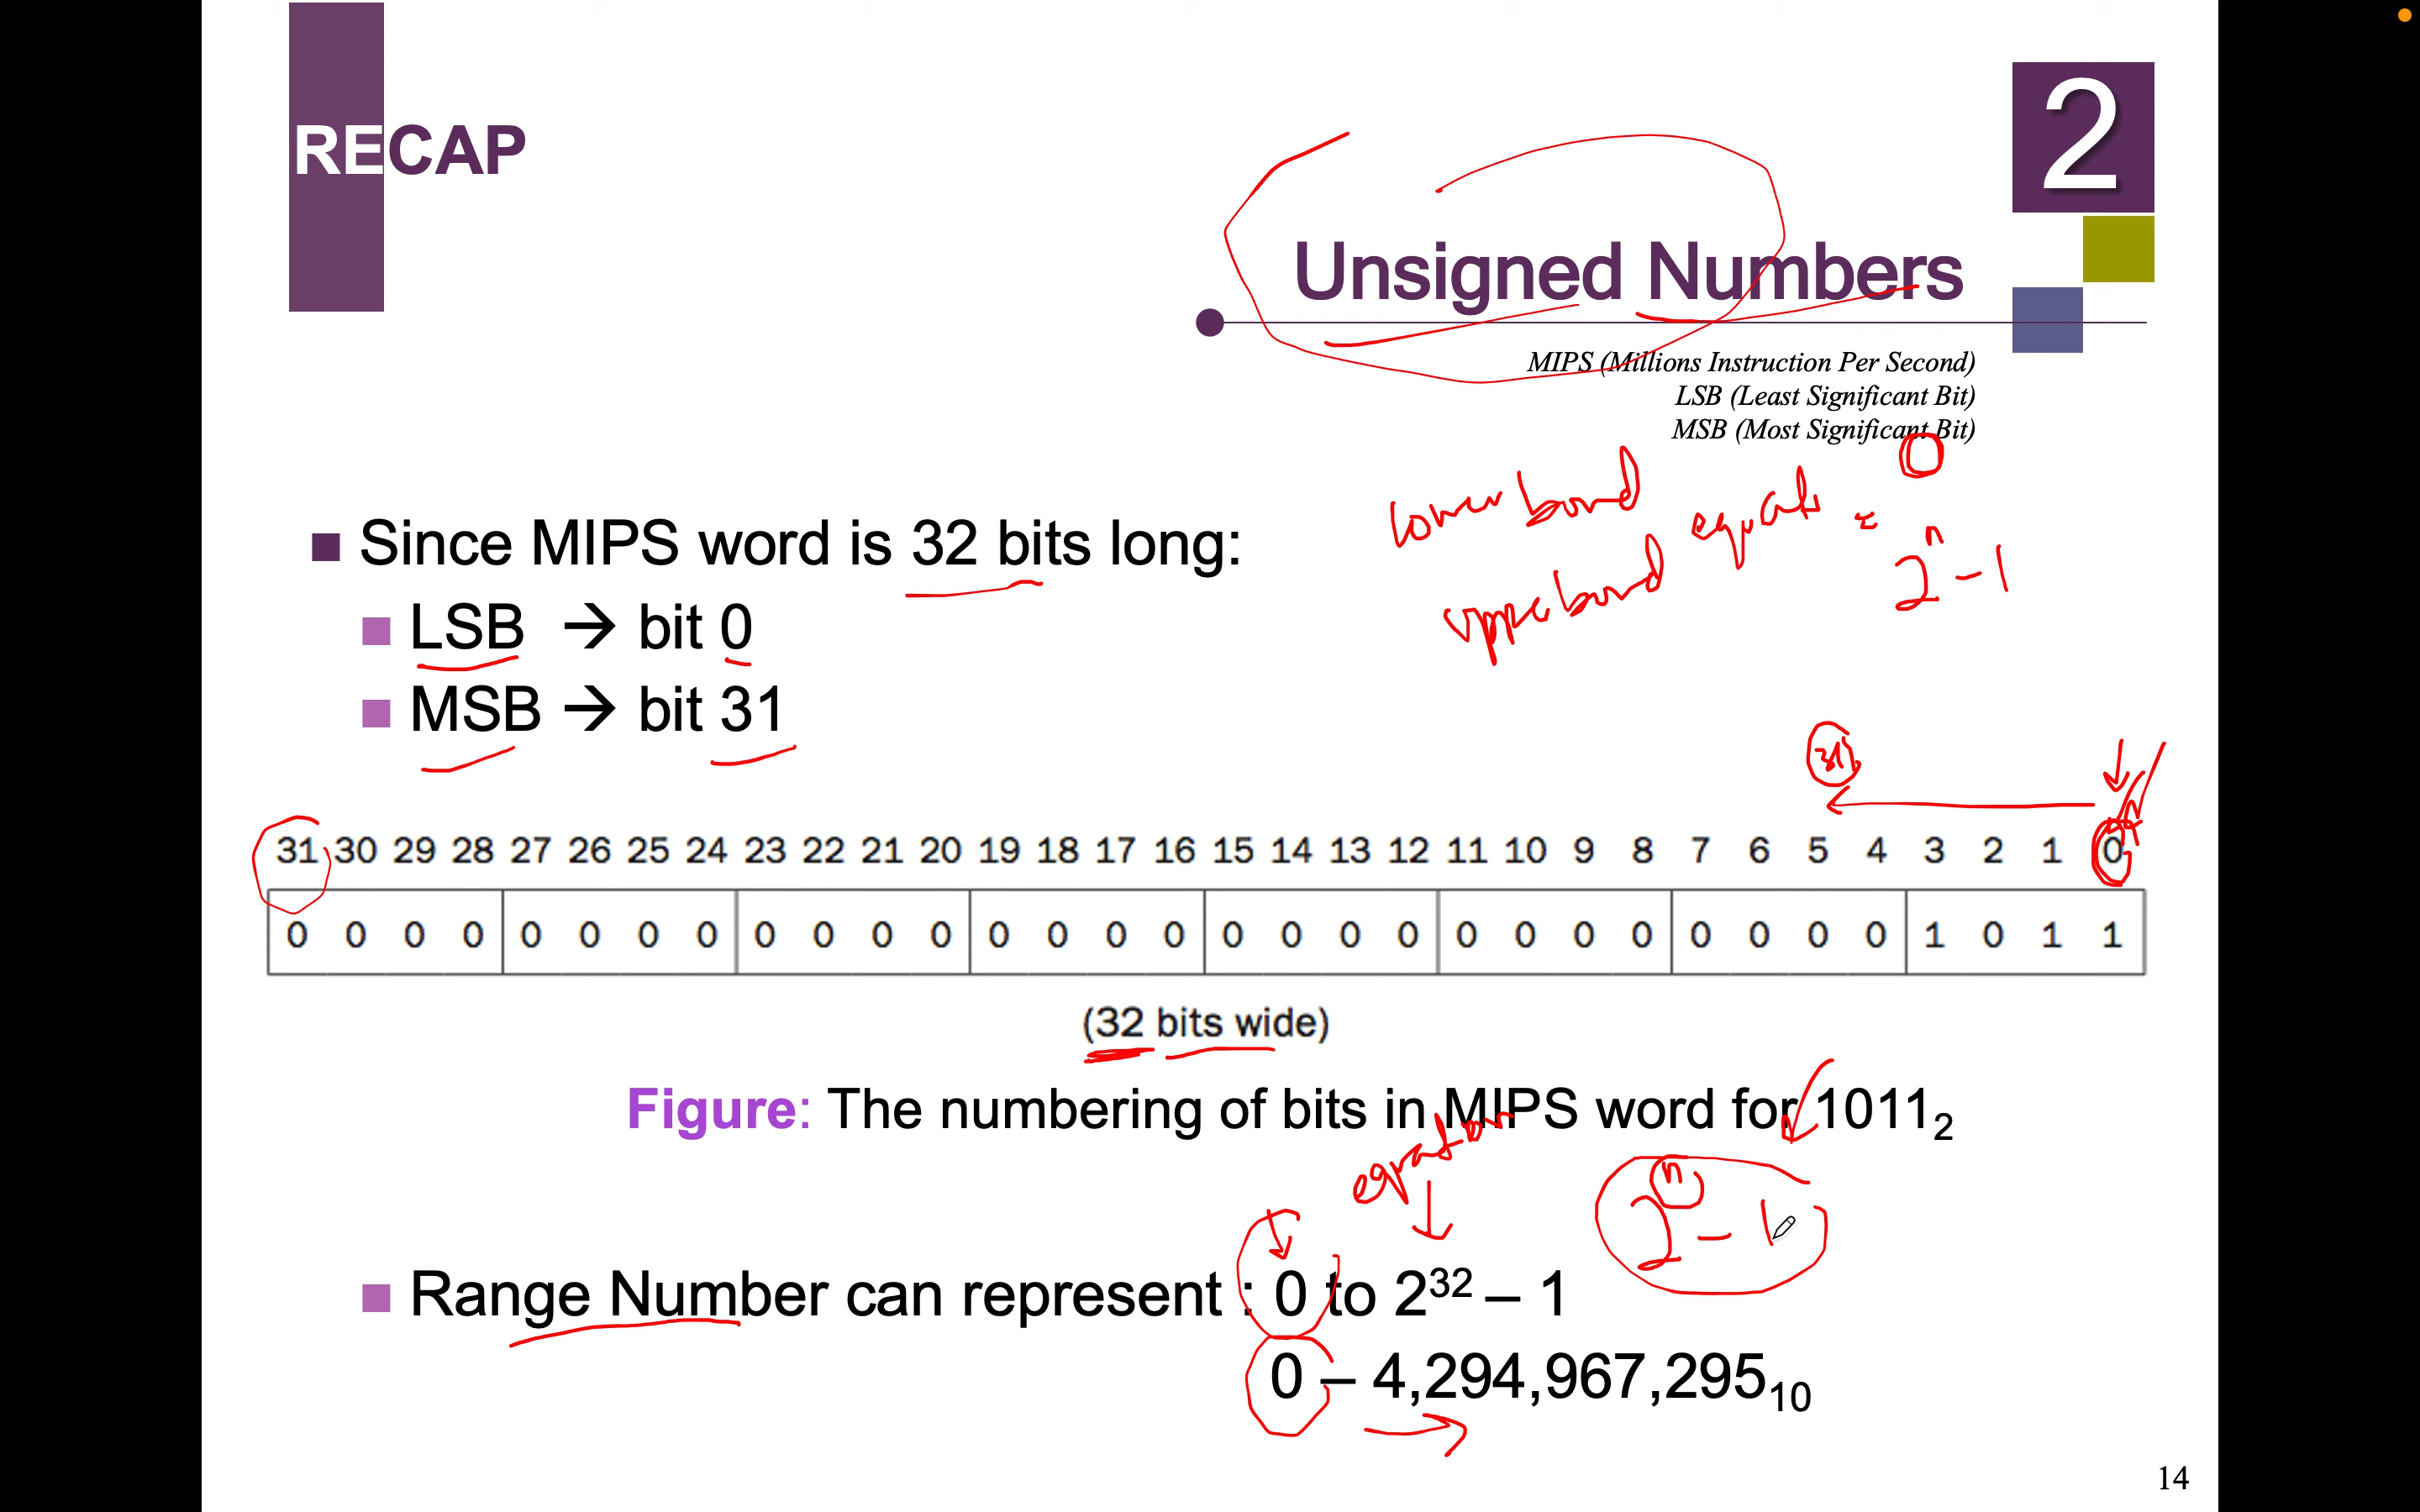 RECAP
2
Unsigned Numbers
MIPS (Millions Instruction Per Second)
LSB (Least Significant Bit)
MSB (Most Significant Bit)
lower bond 0
upper bond equals = 2ⁿ - 1
■ Since MIPS word is 32 bits long:
■ LSB → bit 0
■ MSB → bit 31
31
31 30 29 28 27 26 25 24 23 22 21 20 19 18 17 16 15 14 13 12 11 10 9 8 7 6 5 4 3 2 1 0
0 0 0 0 0 0 0 0 0 0 0 0 0 0 0 0 0 0 0 0 0 0 0 0 0 0 0 0 1 0 1 1
(32 bits wide)
Figure: The numbering of bits in MIPS word for 1011₂
equation
2ⁿ - 1
■ Range Number can represent : 0 to 2³² – 1
0 – 4,294,967,295₁₀
14